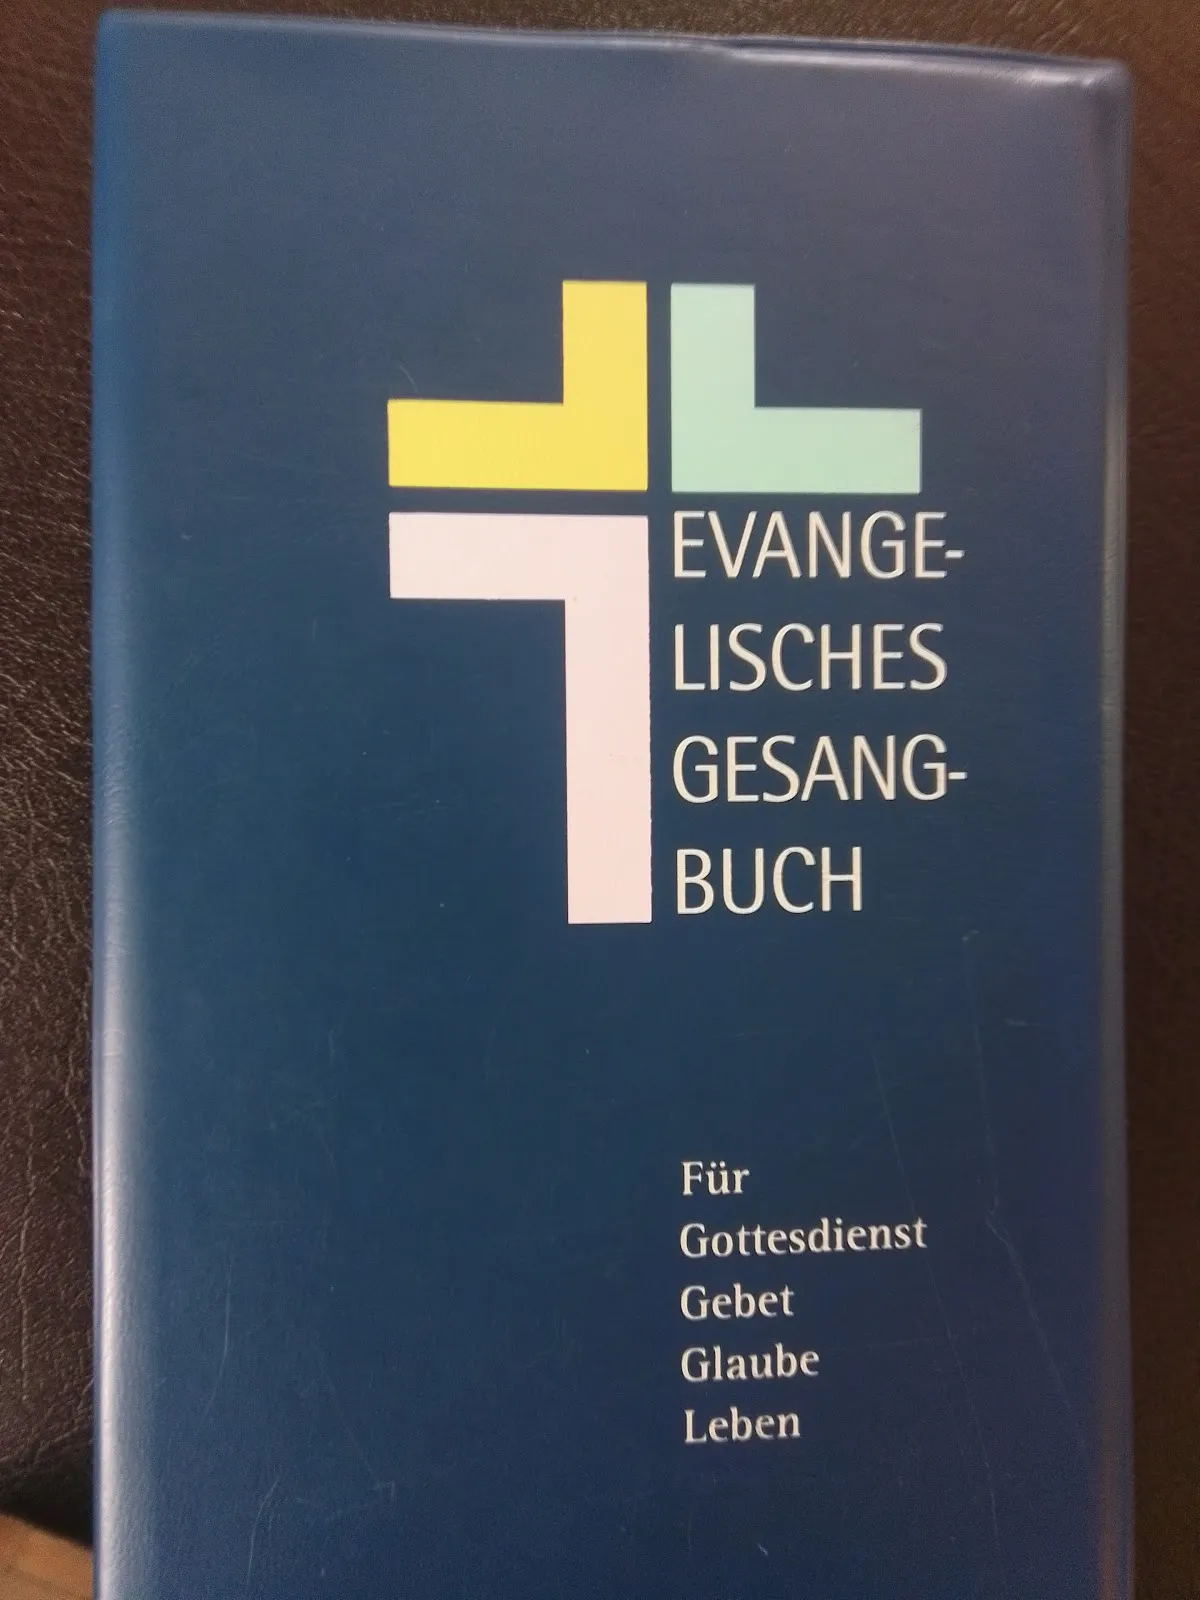 EVANGE-
LISCHES
GESANG-
BUCH
Für
Gottesdienst
Gebet
Glaube
Leben